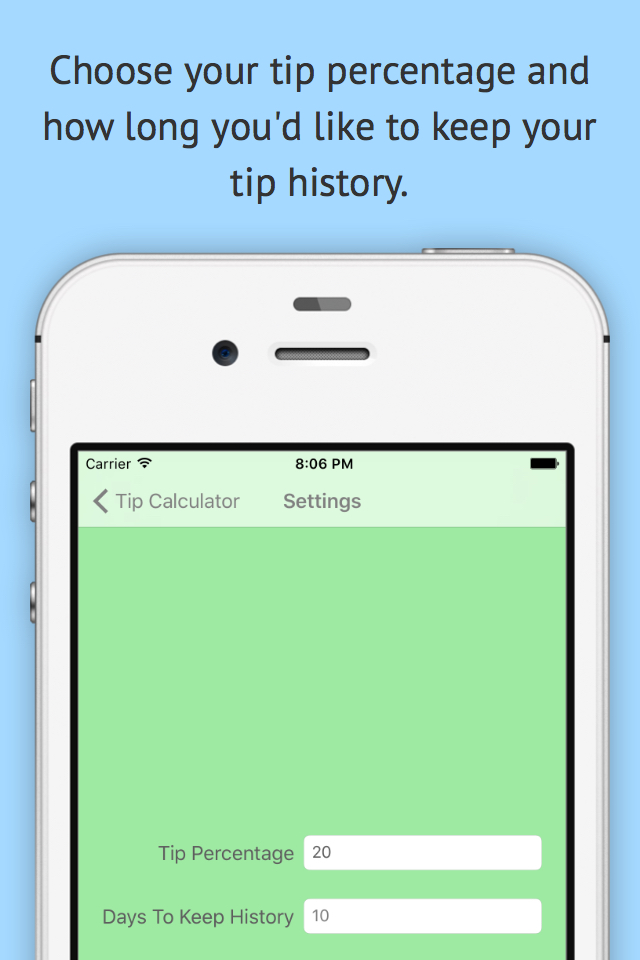 Choose your tip percentage and
how long you'd like to keep your
tip history.
Carrier 8:06 PM
Tip Calculator Settings
Tip Percentage 20
Days To Keep History 10